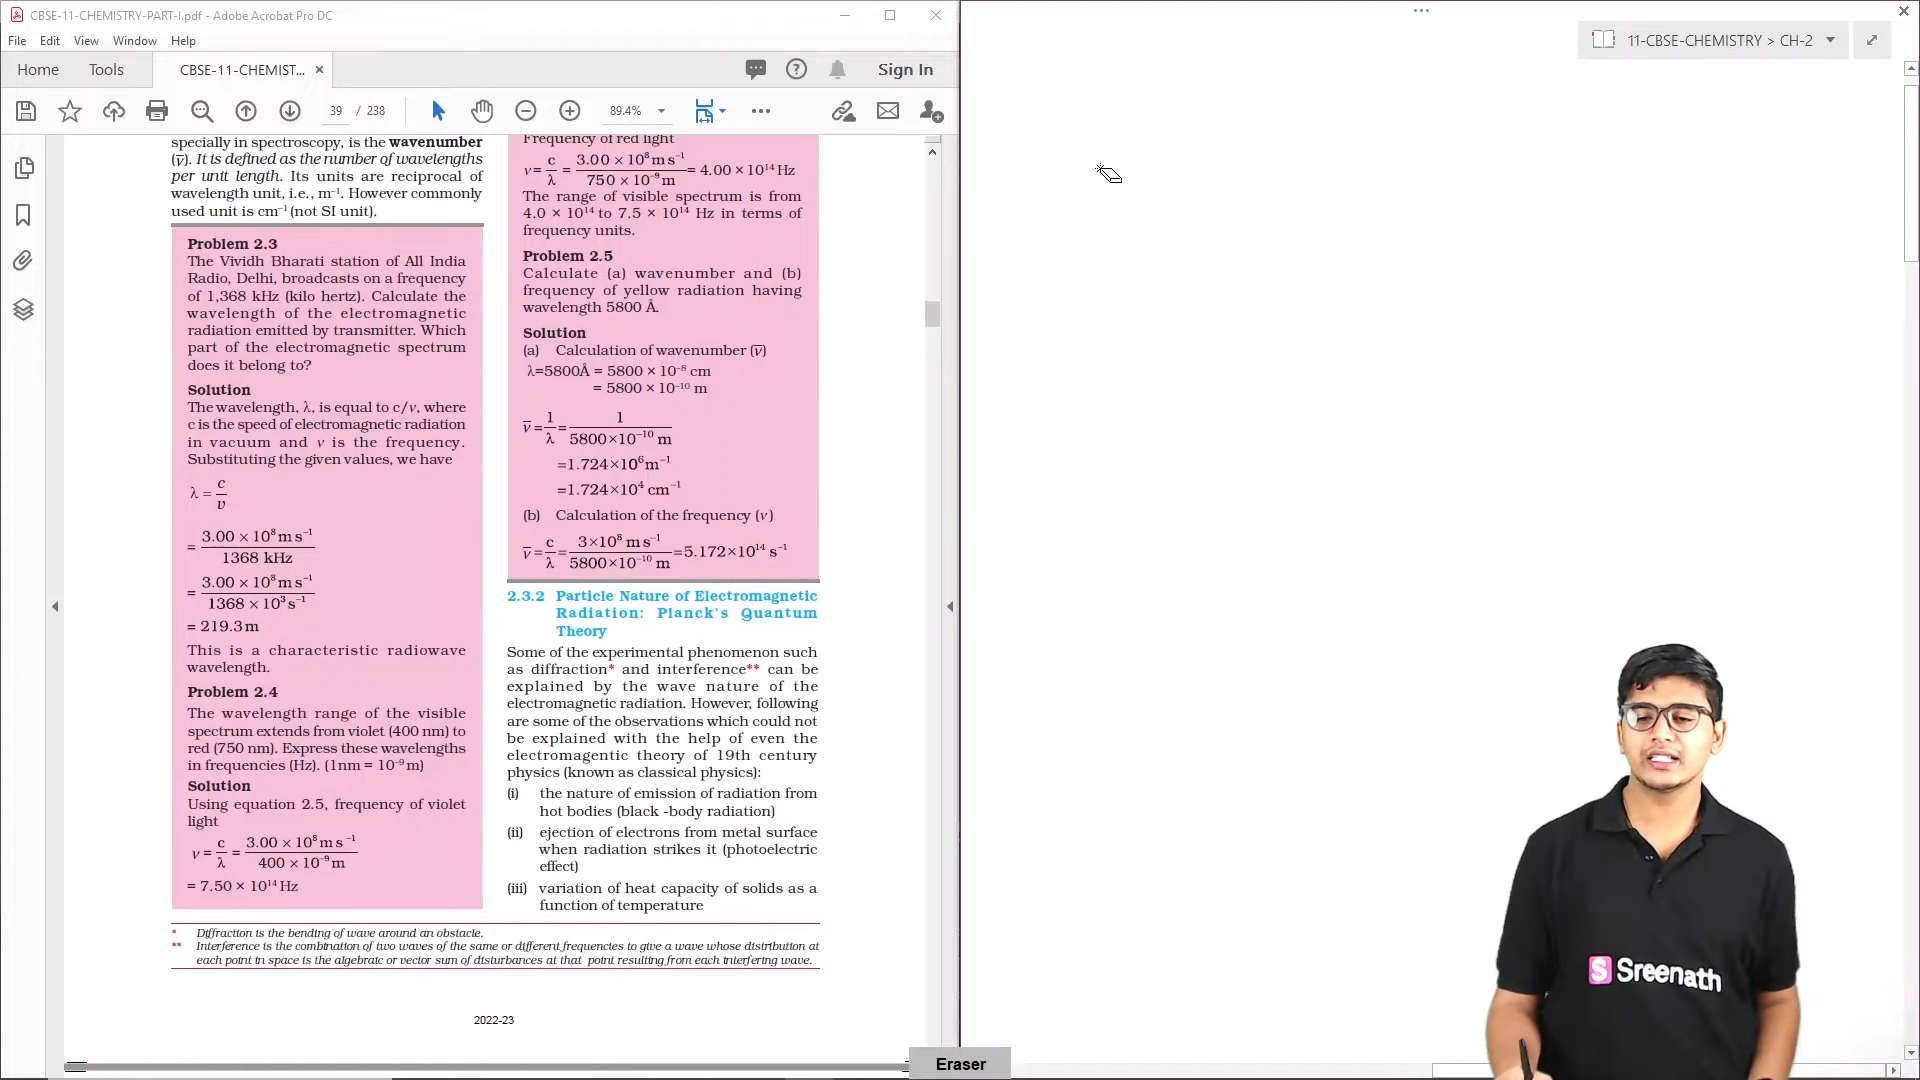 CBSE-11-CHEMISTRY-PART-I.pdf - Adobe Acrobat Pro DC
File Edit View Window Help
Home Tools CBSE-11-CHEMIST... × Sign In
39 / 238 89.4%
11-CBSE-CHEMISTRY > CH-2
specially in spectroscopy, is the wavenumber
(ν̅). It is defined as the number of wavelengths
per unit length. Its units are reciprocal of
wavelength unit, i.e., m⁻¹. However commonly
used unit is cm⁻¹ (not SI unit).
Problem 2.3
The Vividh Bharati station of All India
Radio, Delhi, broadcasts on a frequency
of 1,368 kHz (kilo hertz). Calculate the
wavelength of the electromagnetic
radiation emitted by transmitter. Which
part of the electromagnetic spectrum
does it belong to?
Solution
The wavelength, λ, is equal to c/ν, where
c is the speed of electromagnetic radiation
in vacuum and ν is the frequency.
Substituting the given values, we have
λ = c/υ
= 3.00 × 10⁸ m s⁻¹ / 1368 kHz
= 3.00 × 10⁸ m s⁻¹ / 1368 × 10³ s⁻¹
= 219.3 m
This is a characteristic radiowave
wavelength.
Problem 2.4
The wavelength range of the visible
spectrum extends from violet (400 nm) to
red (750 nm). Express these wavelengths
in frequencies (Hz). (1nm = 10⁻⁹ m)
Solution
Using equation 2.5, frequency of violet
light
ν = c/λ = 3.00 × 10⁸ m s⁻¹ / 400 × 10⁻⁹ m
= 7.50 × 10¹⁴ Hz
Frequency of red light
ν = c/λ = 3.00 × 10⁸ m s⁻¹ / 750 × 10⁻⁹ m = 4.00 × 10¹⁴ Hz
The range of visible spectrum is from
4.0 × 10¹⁴ to 7.5 × 10¹⁴ Hz in terms of
frequency units.
Problem 2.5
Calculate (a) wavenumber and (b)
frequency of yellow radiation having
wavelength 5800 Å.
Solution
(a) Calculation of wavenumber (ν̅)
λ=5800Å = 5800 × 10⁻⁸ cm
= 5800 × 10⁻¹⁰ m
ν̅ = 1/λ = 1 / 5800×10⁻¹⁰ m
=1.724×10⁶ m⁻¹
=1.724×10⁴ cm⁻¹
(b) Calculation of the frequency (ν)
ν̅ = c/λ = 3×10⁸ m s⁻¹ / 5800×10⁻¹⁰ m =5.172×10¹⁴ s⁻¹
2.3.2 Particle Nature of Electromagnetic
Radiation: Planck's Quantum
Theory
Some of the experimental phenomenon such
as diffraction* and interference** can be
explained by the wave nature of the
electromagnetic radiation. However, following
are some of the observations which could not
be explained with the help of even the
electromagentic theory of 19th century
physics (known as classical physics):
(i) the nature of emission of radiation from
hot bodies (black -body radiation)
(ii) ejection of electrons from metal surface
when radiation strikes it (photoelectric
effect)
(iii) variation of heat capacity of solids as a
function of temperature
* Diffraction is the bending of wave around an obstacle.
** Interference is the combination of two waves of the same or different frequencies to give a wave whose distribution at
each point in space is the algebraic or vector sum of disturbances at that point resulting from each interfering wave.
2022-23
Eraser
S Sreenath